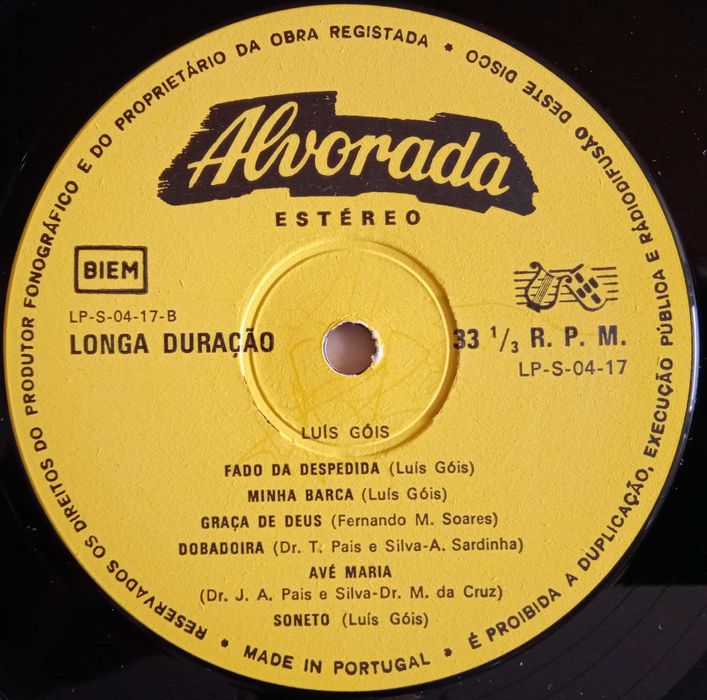 RESERVADOS OS DIREITOS DO PRODUTOR FONOGRÁFICO E DO PROPRIETÁRIO DA OBRA REGISTADA • É PROIBIDA A DUPLICAÇÃO, EXECUÇÃO PÚBLICA E RÁDIODIFUSÃO DESTE DISCO • MADE IN PORTUGAL •
Alvorada
ESTÉREO
BIEM
LP-S-04-17-B
LONGA DURAÇÃO
33 1/3 R. P. M.
LP-S-04-17
LUÍS GÓIS
FADO DA DESPEDIDA (Luís Góis)
MINHA BARCA (Luís Góis)
GRAÇA DE DEUS (Fernando M. Soares)
DOBADOIRA (Dr. T. Pais e Silva-A. Sardinha)
AVÉ MARIA
(Dr. J. A. Pais e Silva-Dr. M. da Cruz)
SONETO (Luís Góis)